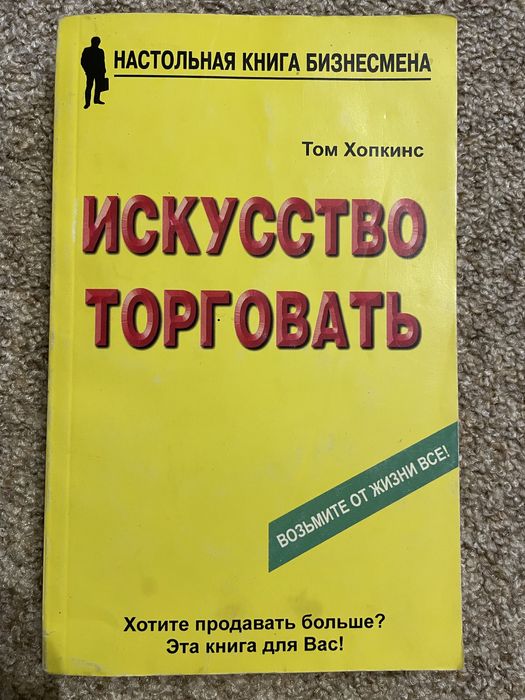 НАСТОЛЬНАЯ КНИГА БИЗНЕСМЕНА
Том Хопкинс
ИСКУССТВО
ТОРГОВАТЬ
ВОЗЬМИТЕ ОТ ЖИЗНИ ВСЕ!
Хотите продавать больше?
Эта книга для Вас!